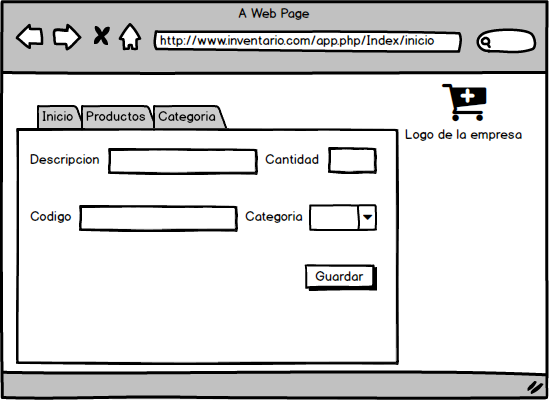 A Web Page
http://www.inventario.com/app.php/Index/inicio
Inicio Productos Categoria
Logo de la empresa
Descripcion Cantidad
Codigo Categoria
Guardar